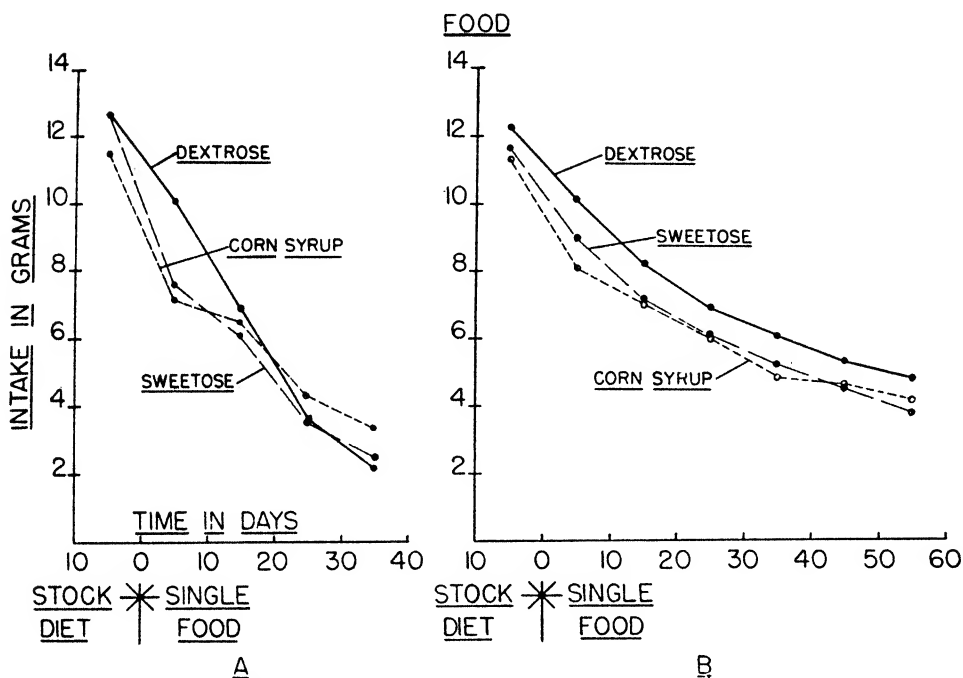 FOOD
14
12
10
8
6
4
2
INTAKE IN GRAMS
DEXTROSE
CORN SYRUP
SWEETOSE
TIME IN DAYS
10 0 10 20 30 40
STOCK DIET
SINGLE FOOD
A
14
12
10
8
6
4
2
DEXTROSE
SWEETOSE
CORN SYRUP
10 0 10 20 30 40 50 60
STOCK DIET
SINGLE FOOD
B